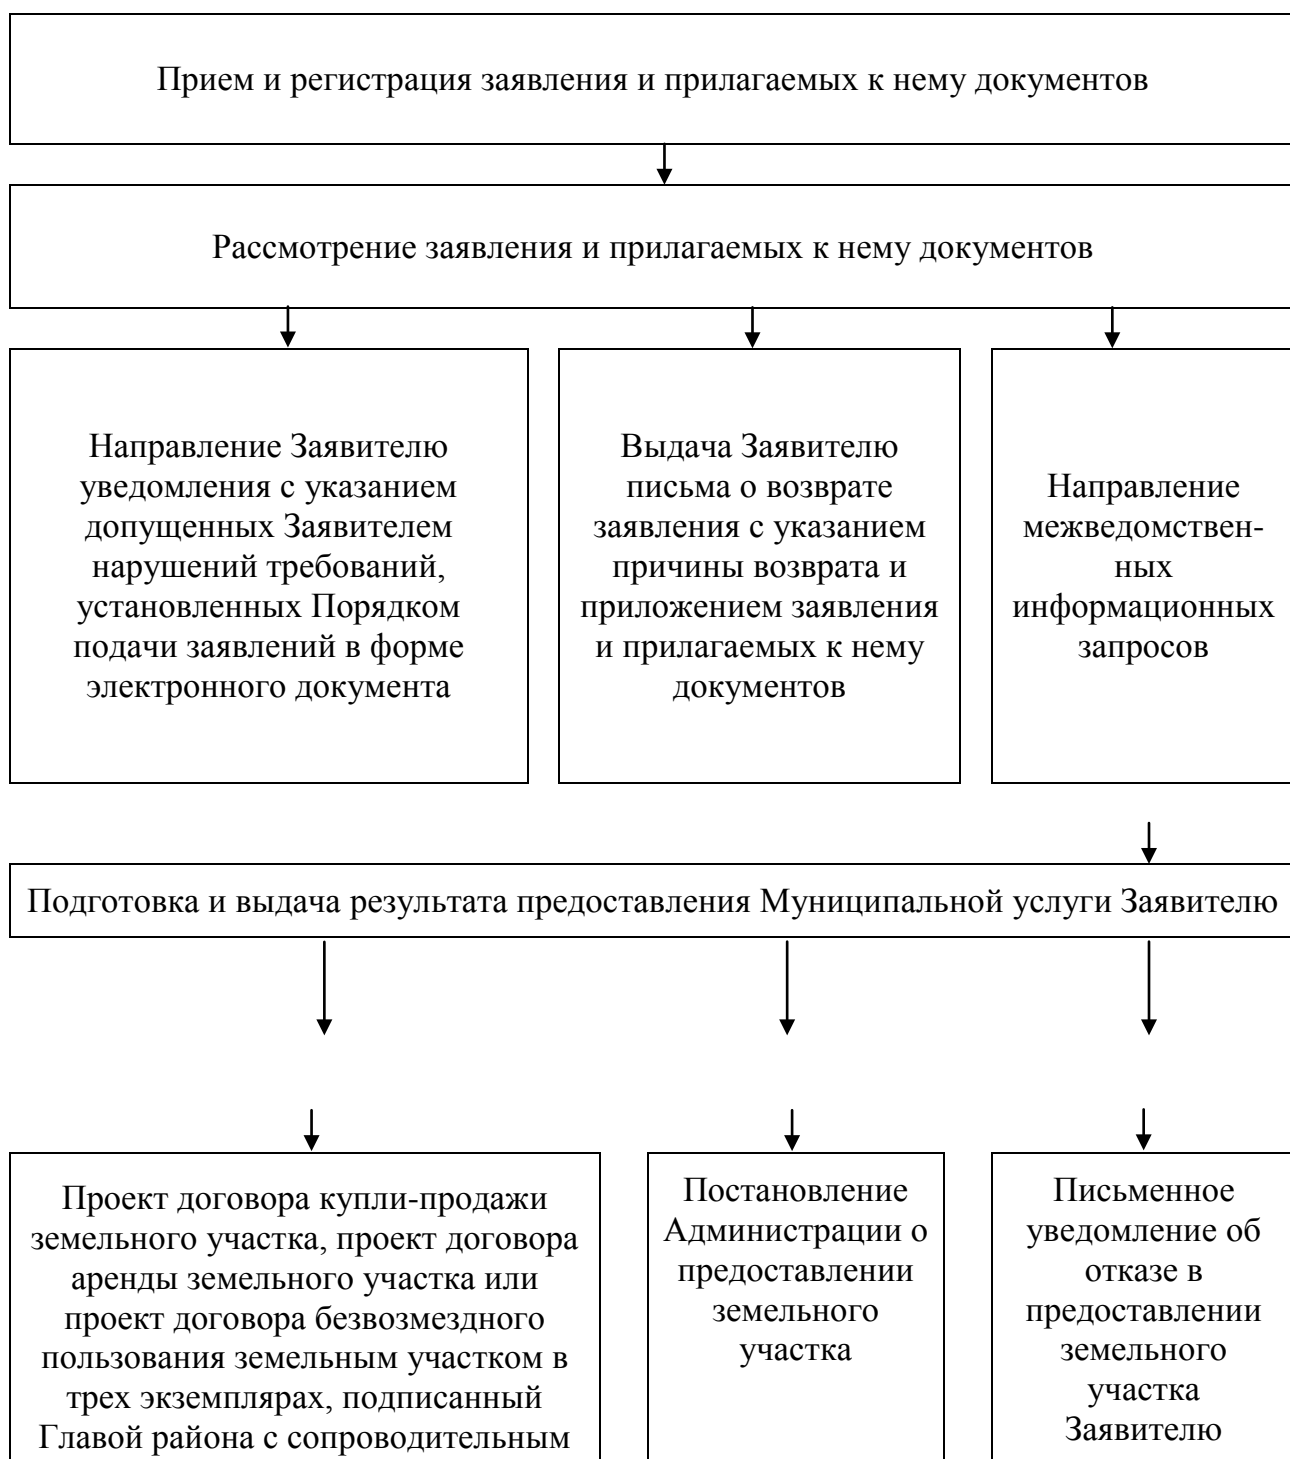 Прием и регистрация заявления и прилагаемых к нему документов
Рассмотрение заявления и прилагаемых к нему документов
Направление Заявителю
уведомления с указанием
допущенных Заявителем
нарушений требований,
установленных Порядком
подачи заявлений в форме
электронного документа
Выдача Заявителю
письма о возврате
заявления с указанием
причины возврата и
приложением заявления
и прилагаемых к нему
документов
Направление
межведомствен-
ных
информационных
запросов
Подготовка и выдача результата предоставления Муниципальной услуги Заявителю
Проект договора купли-продажи
земельного участка, проект договора
аренды земельного участка или
проект договора безвозмездного
пользования земельным участком в
трех экземплярах, подписанный
Главой района с сопроводительным
Постановление
Администрации о
предоставлении
земельного
участка
Письменное
уведомление об
отказе в
предоставлении
земельного
участка
Заявителю